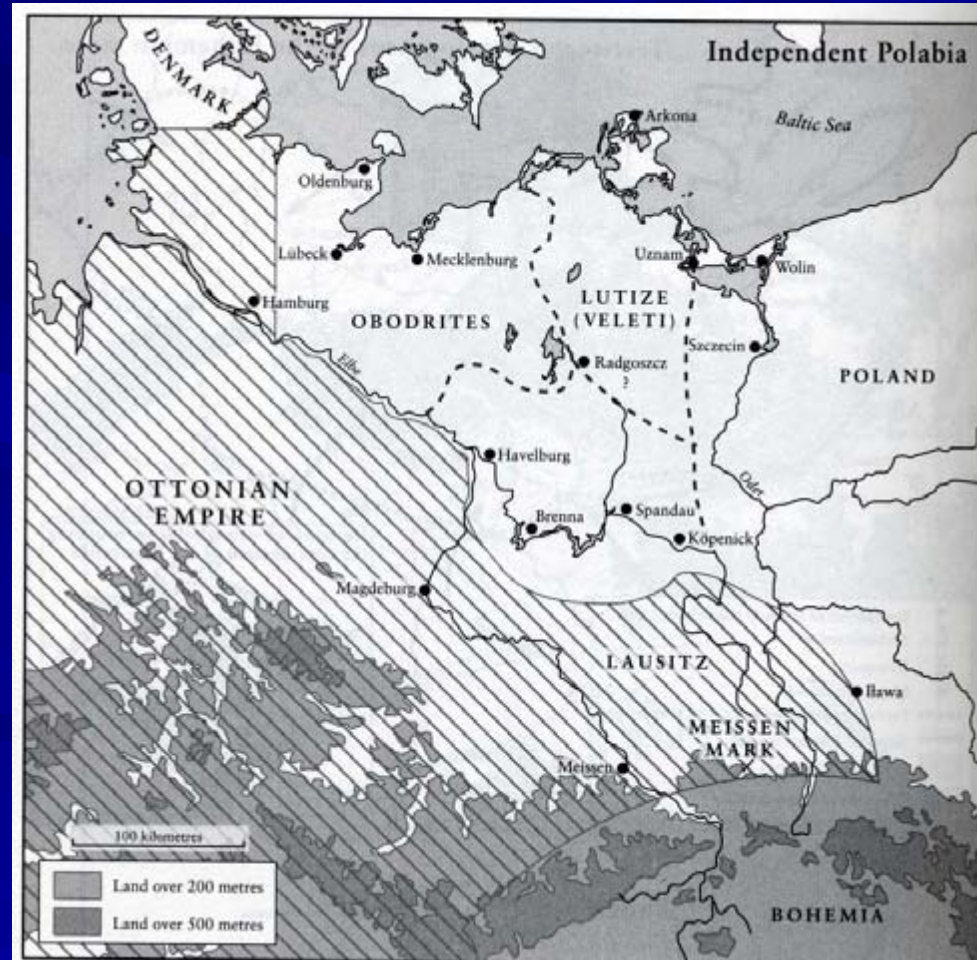 Independent Polabia
DENMARK
Arkona
Baltic Sea
Oldenburg
Lübeck
Mecklenburg
Uznam
Wolin
Hamburg
OBODRITES
LUTIZE
(VELETI)
Szczecin
Elbe
Radgoszcz
?
POLAND
Havelburg
Oder
OTTONIAN
EMPIRE
Brenna
Spandau
Köpenick
Magdeburg
LAUSITZ
Iława
MEISSEN
MARK
Meissen
100 kilometres
Land over 200 metres
Land over 500 metres
BOHEMIA